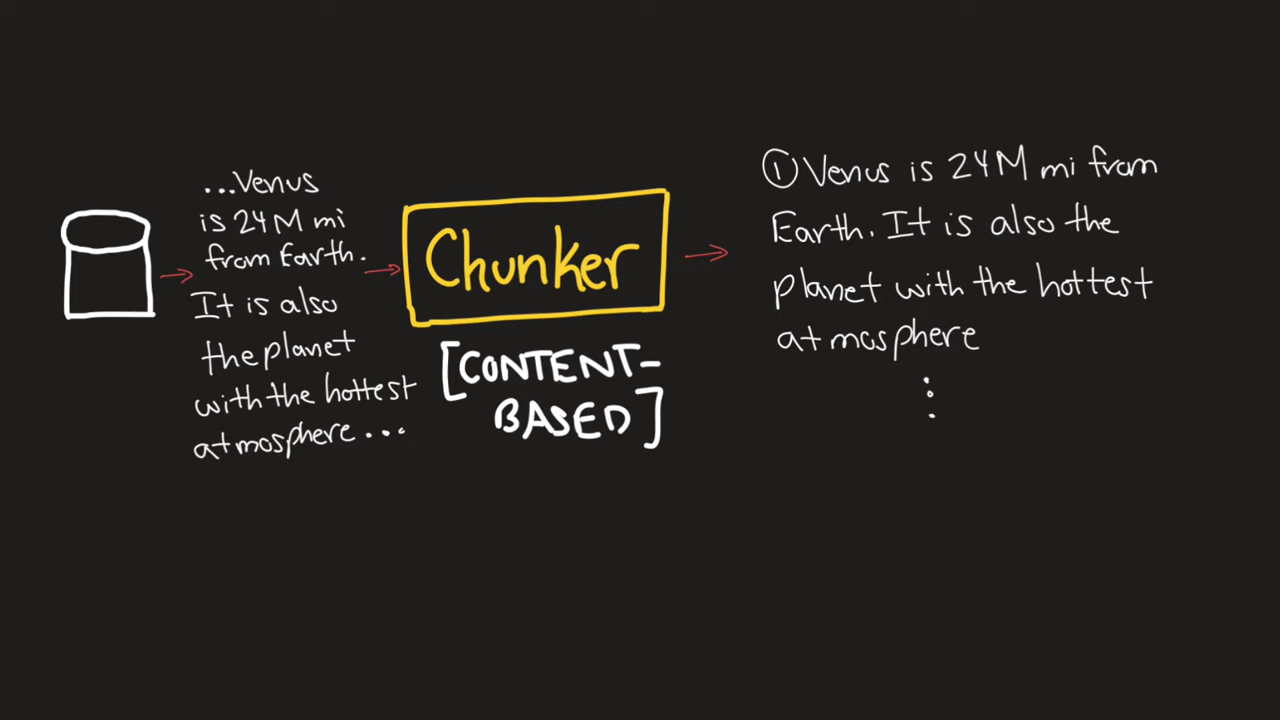 ...Venus
is 24M mi
from Earth.
It is also
the planet
with the hottest
atmosphere...
Chunker
[CONTENT-
BASED]
① Venus is 24M mi from
Earth. It is also the
planet with the hottest
atmosphere